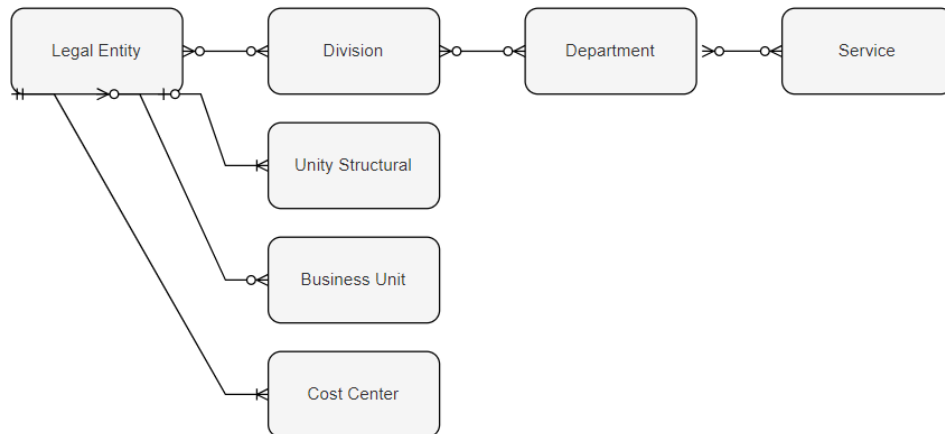 Legal Entity
Division
Department
Service
Unity Structural
Business Unit
Cost Center